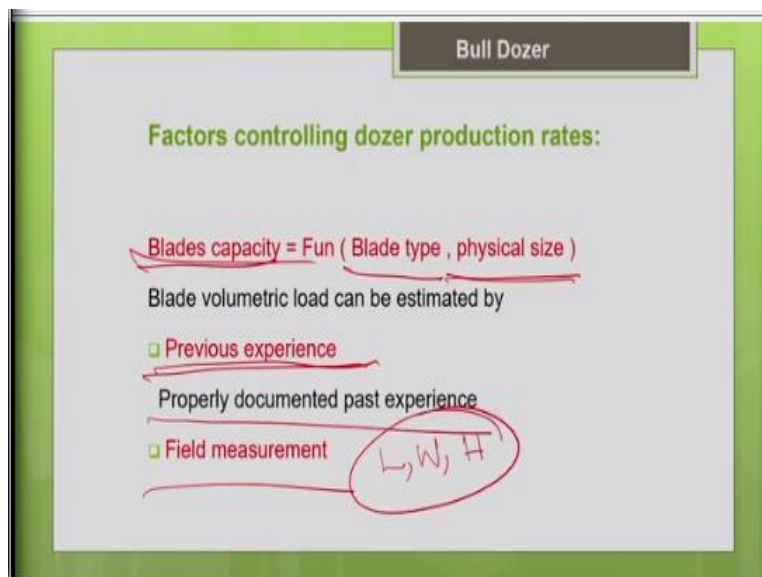 Bull Dozer
Factors controlling dozer production rates:
Blades capacity = Fun ( Blade type , physical size )
Blade volumetric load can be estimated by
Previous experience
Properly documented past experience
Field measurement
L, W, H